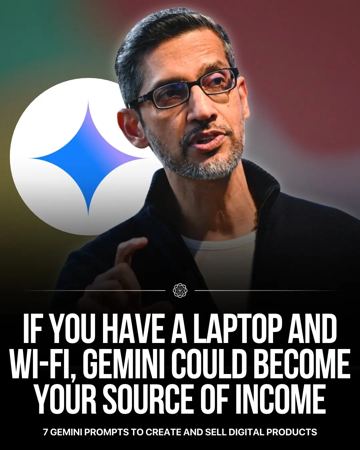 IF YOU HAVE A LAPTOP AND
WI-FI, GEMINI COULD BECOME
YOUR SOURCE OF INCOME
7 GEMINI PROMPTS TO CREATE AND SELL DIGITAL PRODUCTS